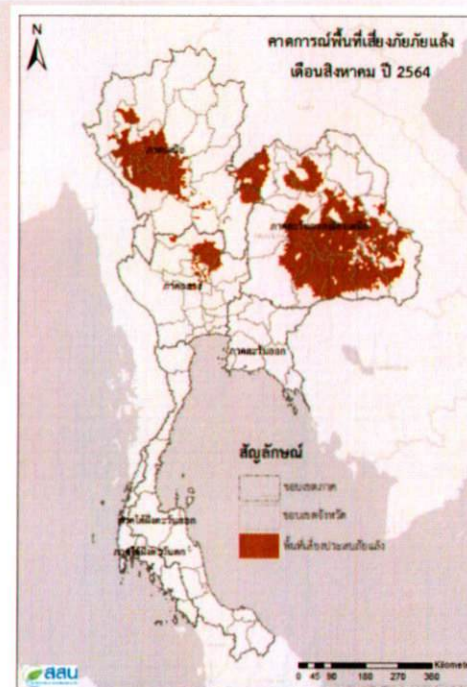 N
คาดการณ์พื้นที่เสี่ยงภัยภัยแล้ง
เดือนสิงหาคม ปี 2564
ภาคเหนือ
ภาคตะวันออกเฉียงเหนือ
ภาคกลาง
ภาคตะวันออก
สัญลักษณ์
ขอบเขตภาค
ขอบเขตจังหวัด
พื้นที่เสี่ยงประสบภัยแล้ง
ภาคใต้ฝั่งตะวันออก
ภาคใต้ฝั่งตะวันตก
สสน
Kilomete
0 45 90 180 270 360